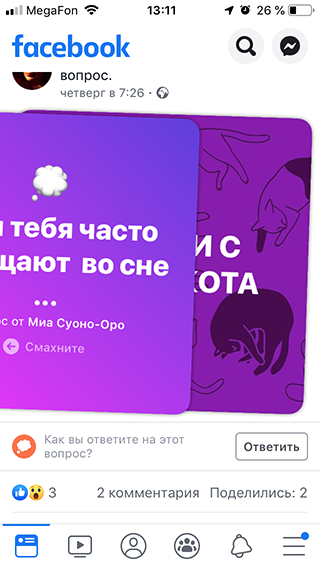 MegaFon
13:11
26 %
facebook
вопрос.
четверг в 7:26 ·
тебя часто
щают во сне
с от Миа Суоно-Оро
Смахните
И С
КОТА
Как вы ответите на этот
вопрос?
Ответить
3
2 комментария Поделились: 2